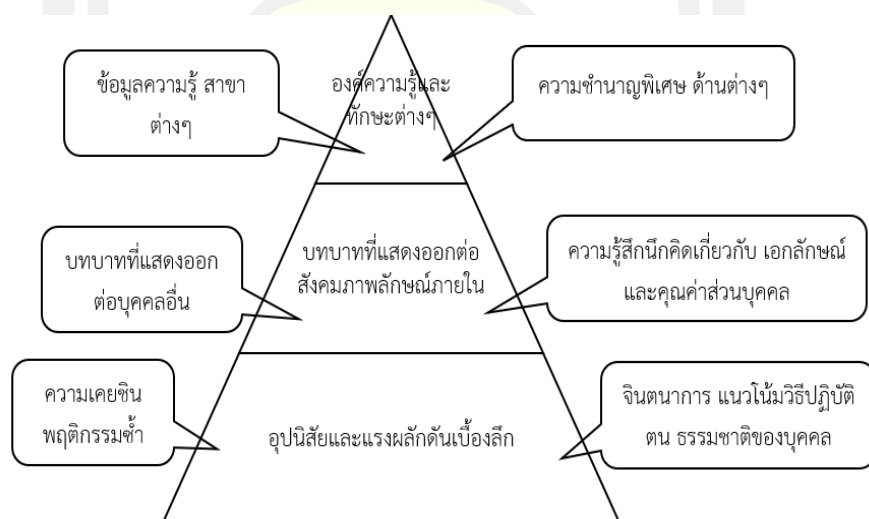 ข้อมูลความรู้ สาขา
ต่างๆ
องค์ความรู้และ
ทักษะต่างๆ
ความชำนาญพิเศษ ด้านต่างๆ
บทบาทที่แสดงออก
ต่อบุคคลอื่น
บทบาทที่แสดงออกต่อ
สังคมภาพลักษณ์ภายใน
ความรู้สึกนึกคิดเกี่ยวกับ เอกลักษณ์
และคุณค่าส่วนบุคคล
ความเคยชิน
พฤติกรรมซ้ำ
อุปนิสัยและแรงผลักดันเบื้องลึก
จินตนาการ แนวโน้มวิธีปฏิบัติ
ตน ธรรมชาติของบุคคล